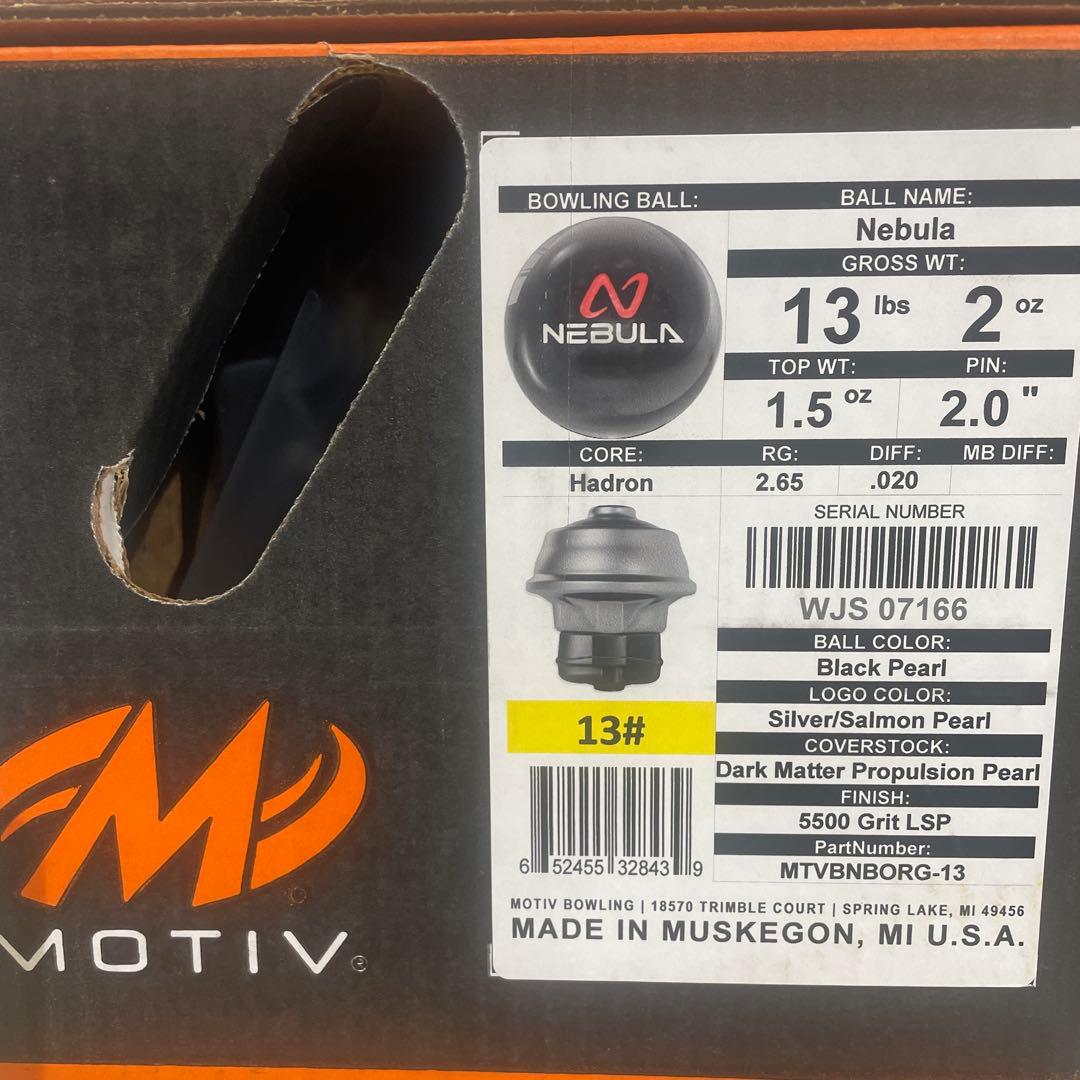 BOWLING BALL:
BALL NAME:
NEBULA
Nebula
GROSS WT:
13 lbs 2 oz
TOP WT: PIN:
1.5 oz 2.0 "
CORE: RG: DIFF: MB DIFF:
Hadron 2.65 .020
SERIAL NUMBER
WJS 07166
BALL COLOR:
Black Pearl
LOGO COLOR:
Silver/Salmon Pearl
13#
COVERSTOCK:
Dark Matter Propulsion Pearl
FINISH:
5500 Grit LSP
PartNumber:
MTVBNBORG-13
6 52455 32843 9
MOTIV BOWLING | 18570 TRIMBLE COURT | SPRING LAKE, MI 49456
MADE IN MUSKEGON, MI U.S.A.
MOTIV®